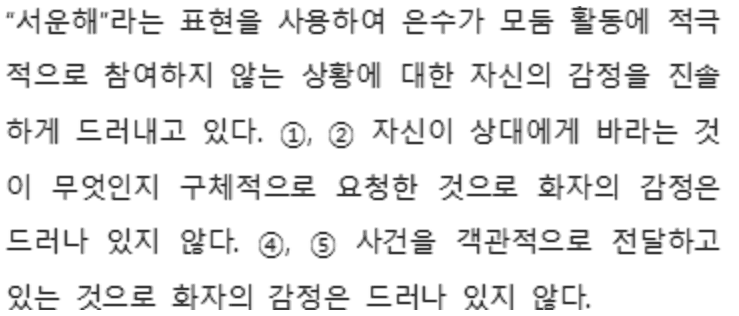 “서운해”라는 표현을 사용하여 은수가 모둠 활동에 적극
적으로 참여하지 않는 상황에 대한 자신의 감정을 진솔
하게 드러내고 있다. ①, ② 자신이 상대에게 바라는 것
이 무엇인지 구체적으로 요청한 것으로 화자의 감정은
드러나 있지 않다. ④, ⑤ 사건을 객관적으로 전달하고
있는 것으로 화자의 감정은 드러나 있지 않다.